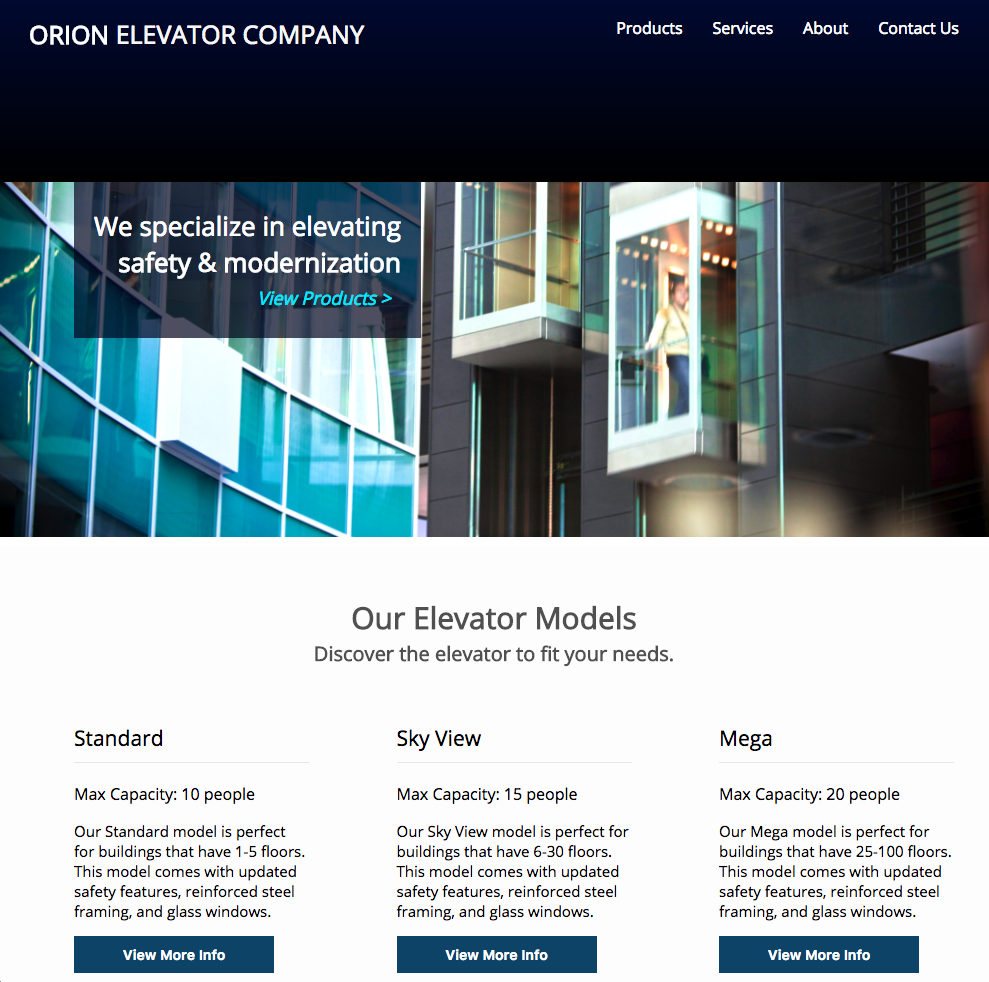 ORION ELEVATOR COMPANY
Products Services About Contact Us
We specialize in elevating
safety & modernization
View Products >
Our Elevator Models
Discover the elevator to fit your needs.
Standard
Max Capacity: 10 people
Our Standard model is perfect
for buildings that have 1-5 floors.
This model comes with updated
safety features, reinforced steel
framing, and glass windows.
View More Info
Sky View
Max Capacity: 15 people
Our Sky View model is perfect for
buildings that have 6-30 floors.
This model comes with updated
safety features, reinforced steel
framing, and glass windows.
View More Info
Mega
Max Capacity: 20 people
Our Mega model is perfect for
buildings that have 25-100 floors.
This model comes with updated
safety features, reinforced steel
framing, and glass windows.
View More Info